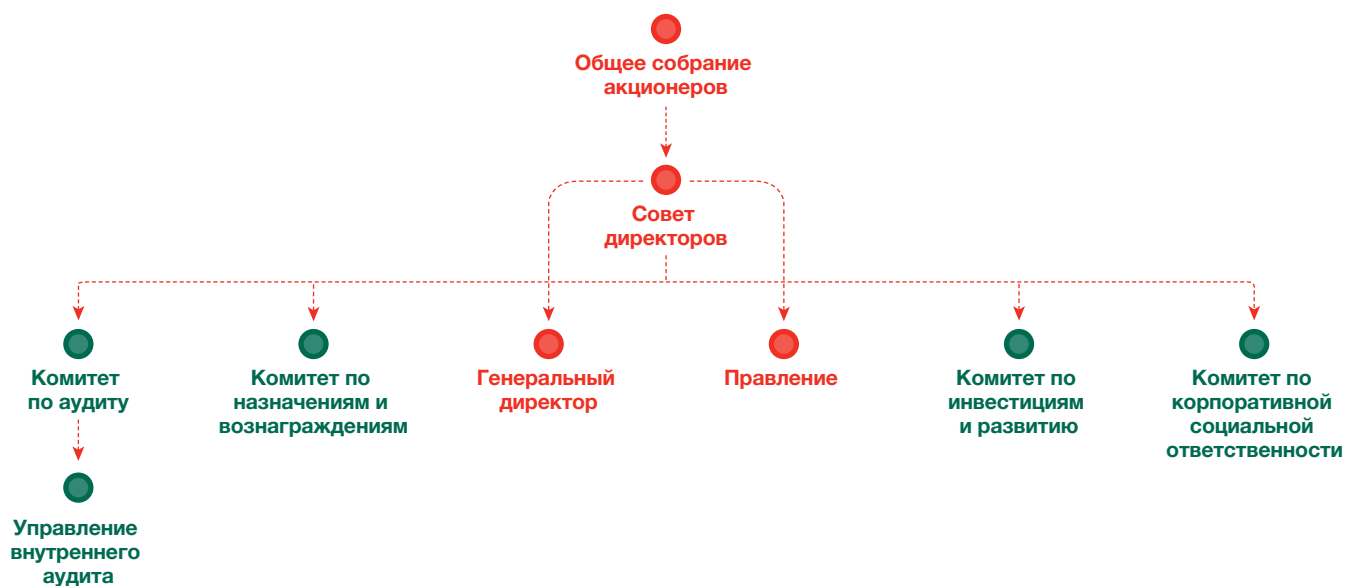 Общее собрание
акционеров
Совет
директоров
Комитет
по аудиту
Комитет по
назначениям и
вознаграждениям
Генеральный
директор
Правление
Комитет по
инвестициям
и развитию
Комитет по
корпоративной
социальной
ответственности
Управление
внутреннего
аудита